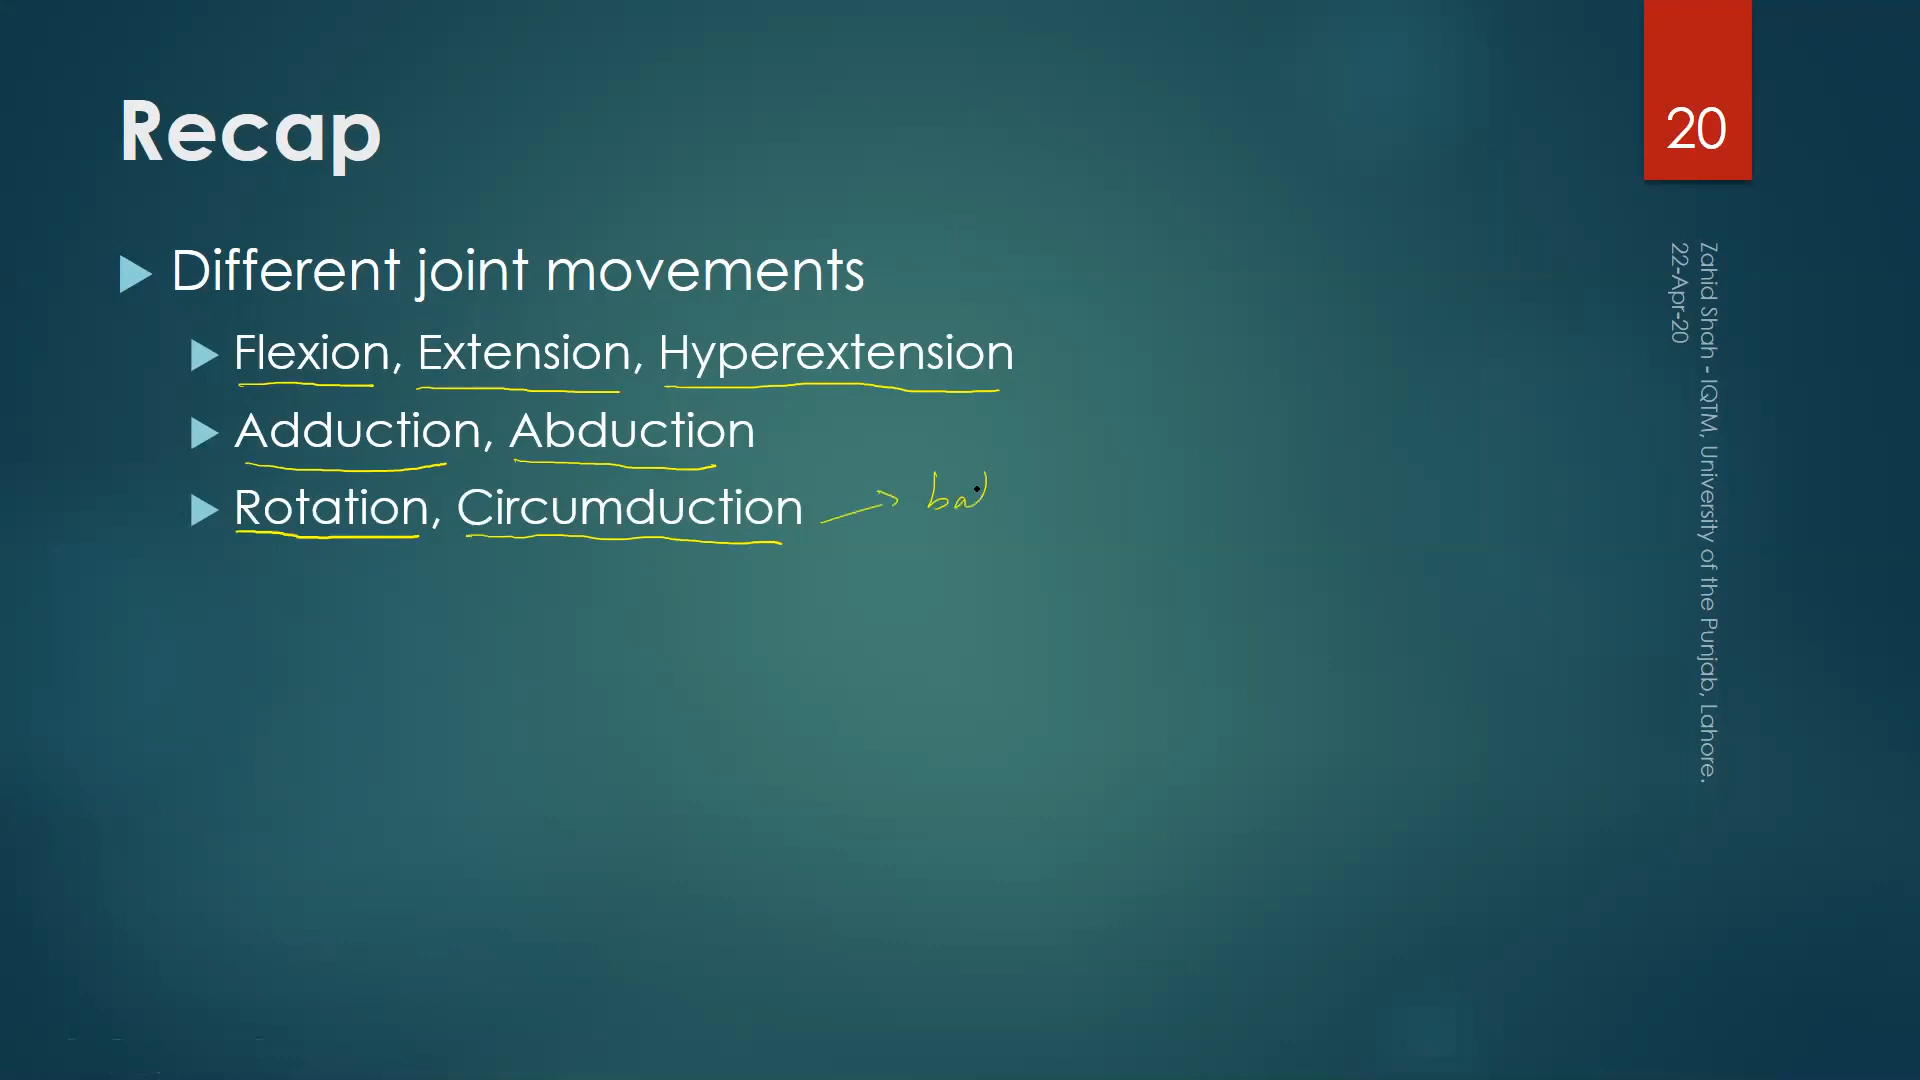 Recap
20
Different joint movements
Flexion, Extension, Hyperextension
Adduction, Abduction
Rotation, Circumduction
Zahid Shah - IQTM, University of the Punjab, Lahore.
22-Apr-20